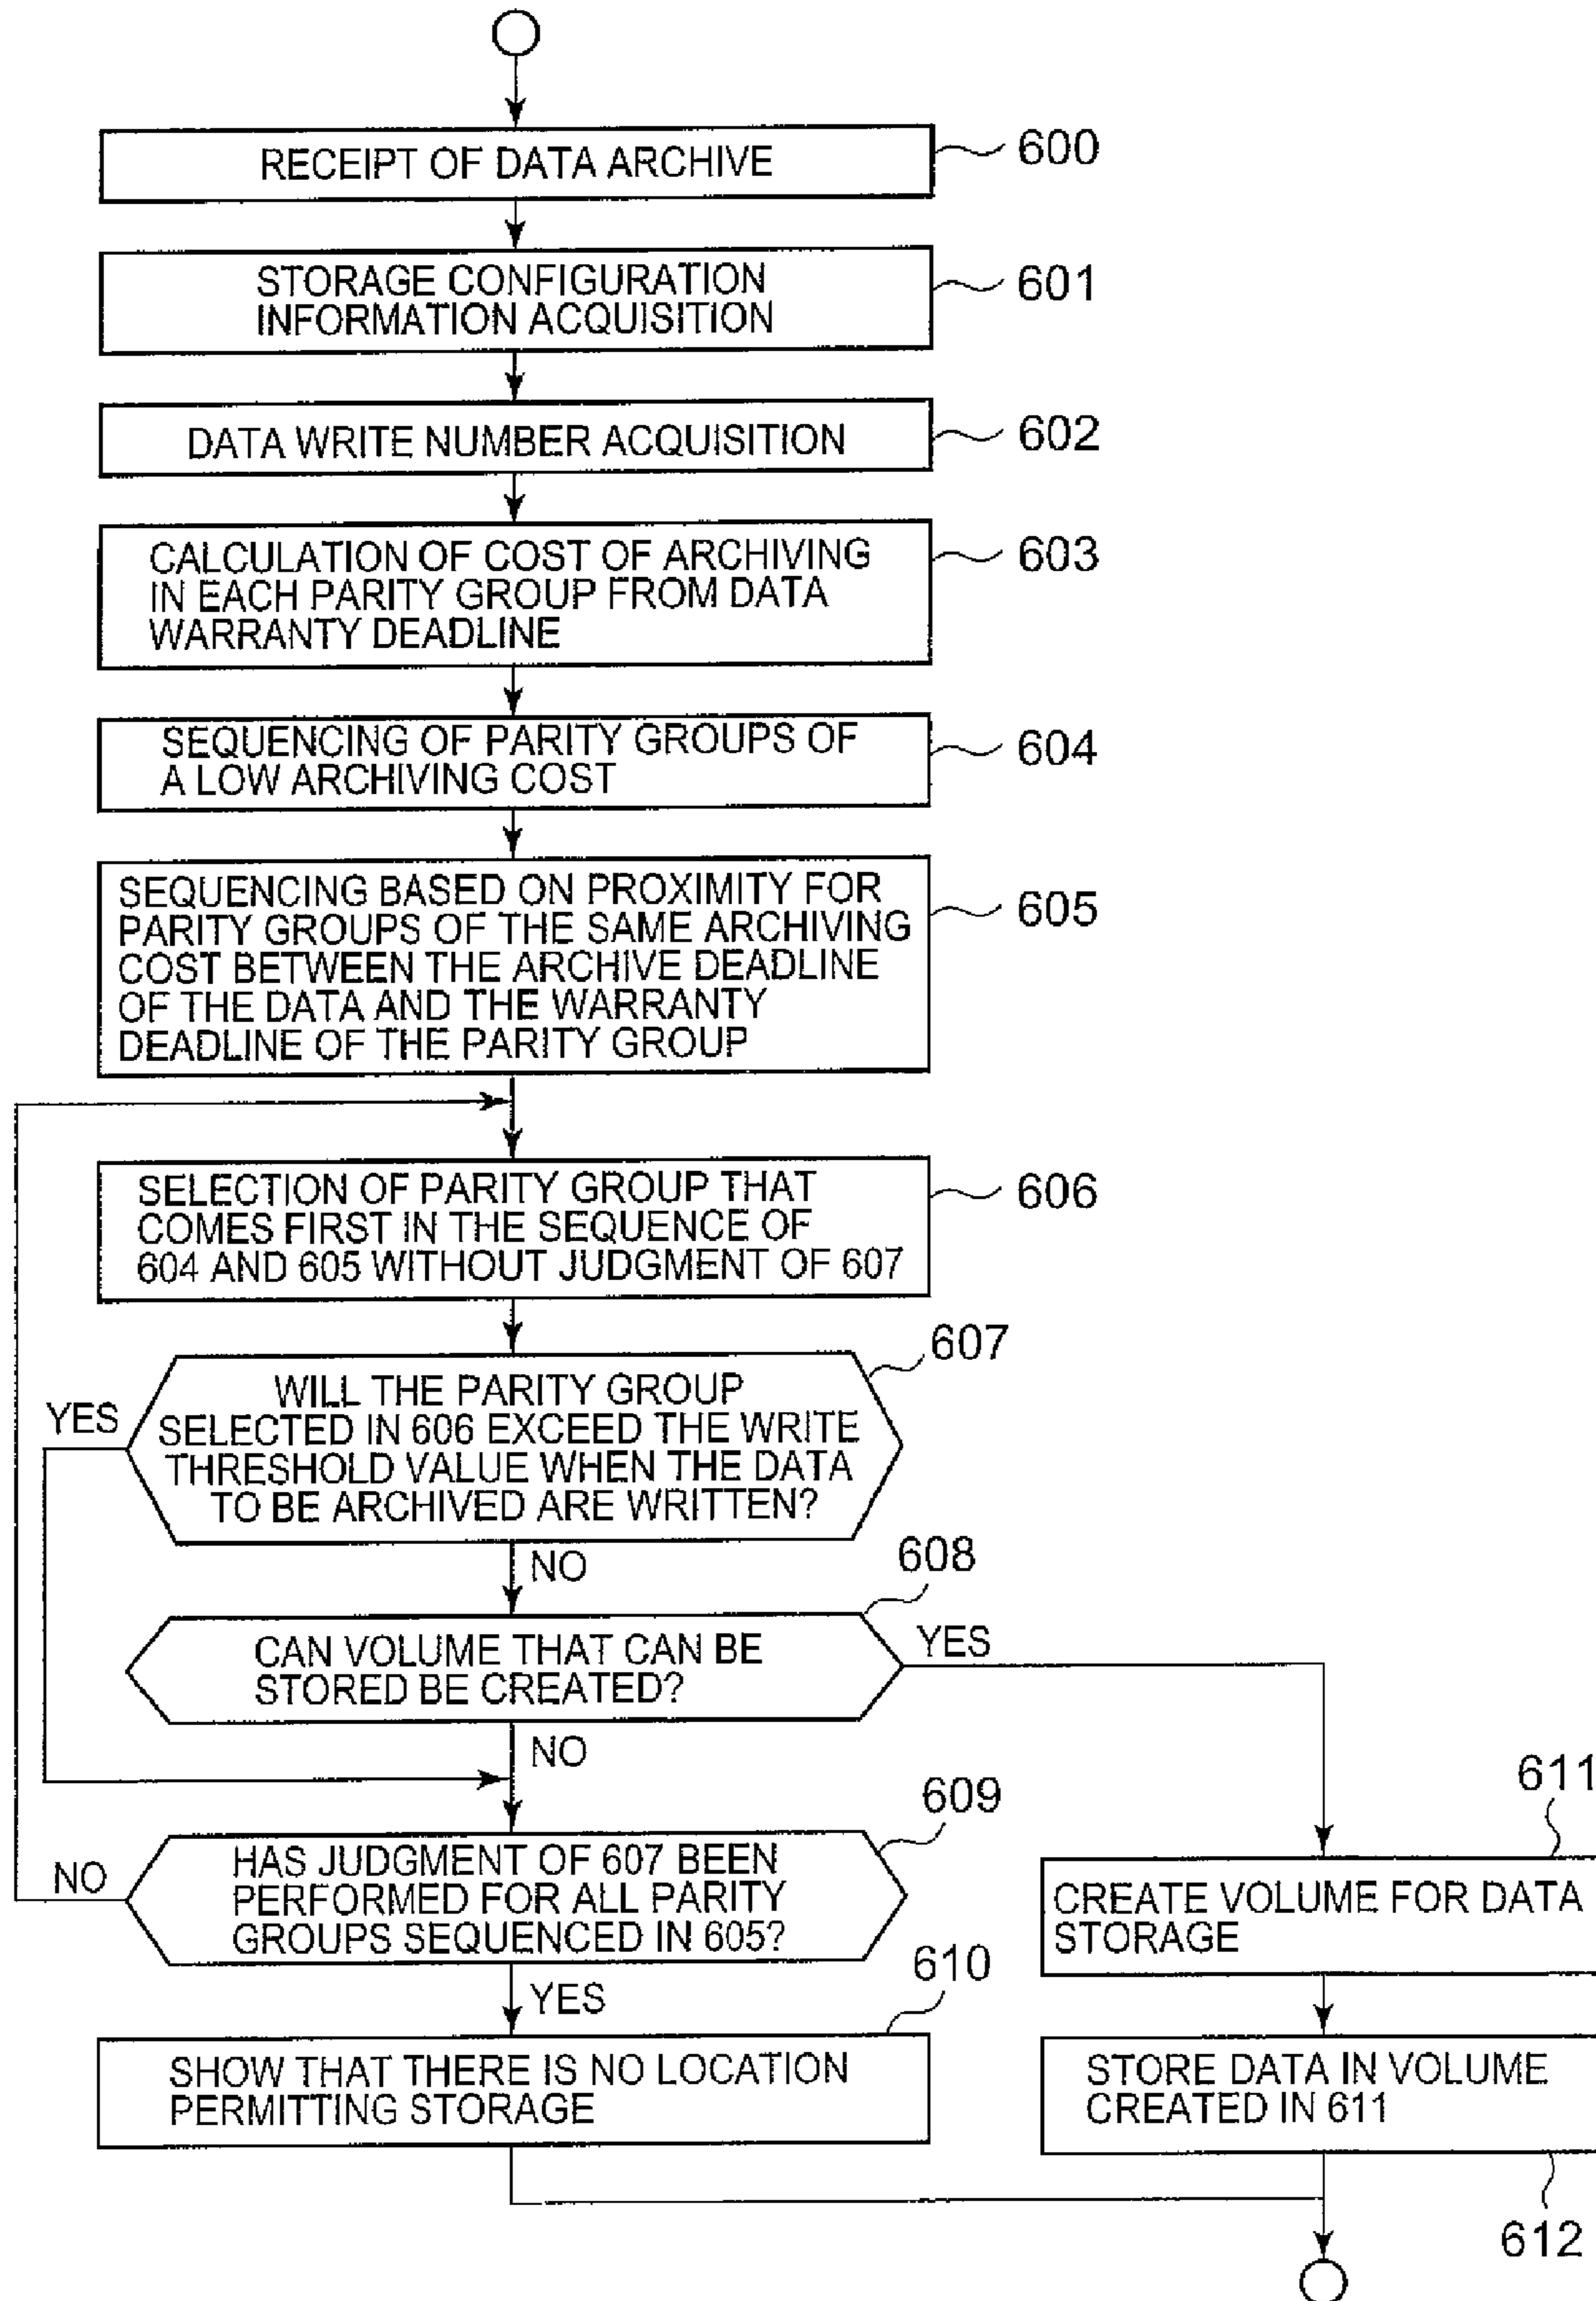 RECEIPT OF DATA ARCHIVE
600
STORAGE CONFIGURATION
INFORMATION ACQUISITION
601
DATA WRITE NUMBER ACQUISITION
602
CALCULATION OF COST OF ARCHIVING
IN EACH PARITY GROUP FROM DATA
WARRANTY DEADLINE
603
SEQUENCING OF PARITY GROUPS OF
A LOW ARCHIVING COST
604
SEQUENCING BASED ON PROXIMITY FOR
PARITY GROUPS OF THE SAME ARCHIVING
COST BETWEEN THE ARCHIVE DEADLINE
OF THE DATA AND THE WARRANTY
DEADLINE OF THE PARITY GROUP
605
SELECTION OF PARITY GROUP THAT
COMES FIRST IN THE SEQUENCE OF
604 AND 605 WITHOUT JUDGMENT OF 607
606
607
WILL THE PARITY GROUP
SELECTED IN 606 EXCEED THE WRITE
THRESHOLD VALUE WHEN THE DATA
TO BE ARCHIVED ARE WRITTEN?
YES
NO
608
CAN VOLUME THAT CAN BE
STORED BE CREATED?
YES
NO
609
HAS JUDGMENT OF 607 BEEN
PERFORMED FOR ALL PARITY
GROUPS SEQUENCED IN 605?
NO
YES
610
SHOW THAT THERE IS NO LOCATION
PERMITTING STORAGE
611
CREATE VOLUME FOR DATA
STORAGE
STORE DATA IN VOLUME
CREATED IN 611
612